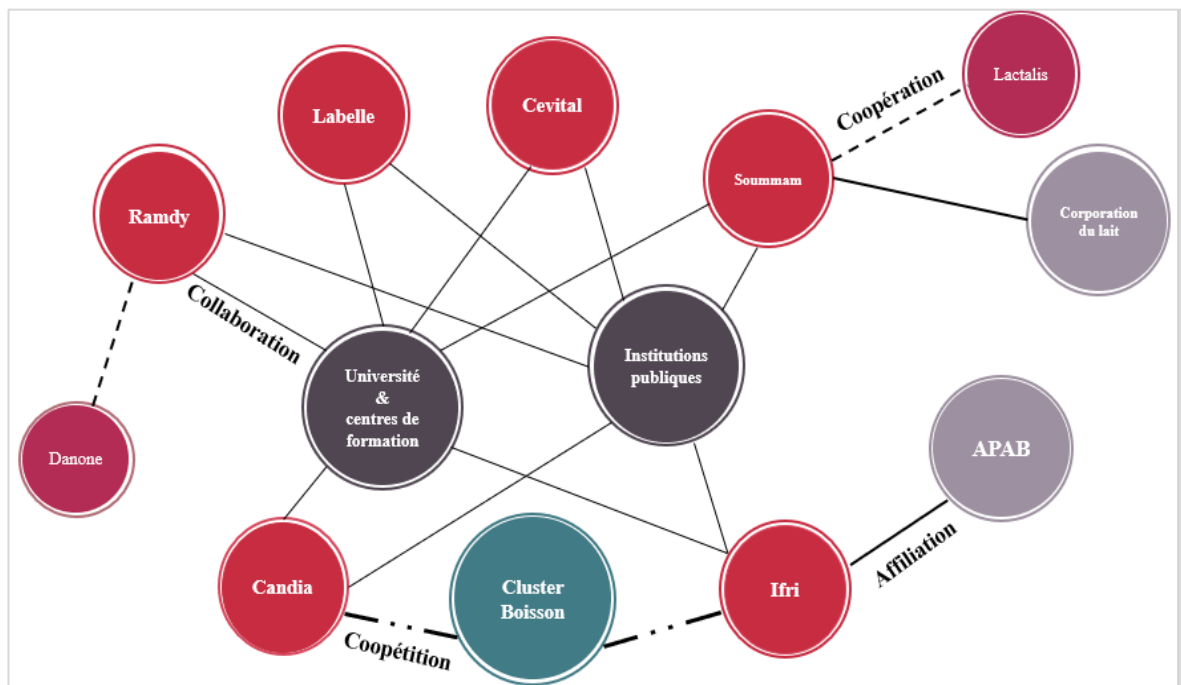 Lactalis
Coopération
Cevital
Labelle
Soummam
Ramdy
Corporation
du lait
Collaboration
Institutions
publiques
Université
&
centres de
formation
APAB
Danone
Affiliation
Cluster
Boisson
Candia
Ifri
Coopétition